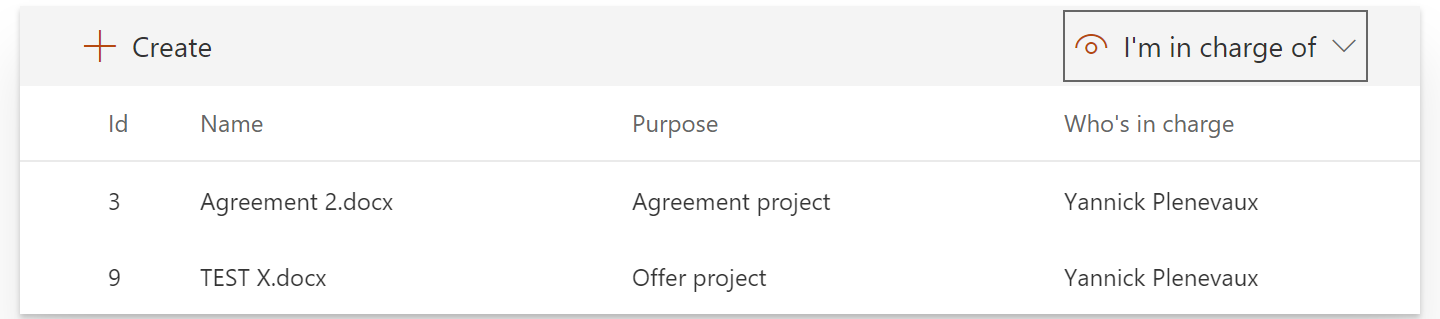 Create I'm in charge of
Id Name Purpose Who's in charge
3 Agreement 2.docx Agreement project Yannick Plenevaux
9 TEST X.docx Offer project Yannick Plenevaux